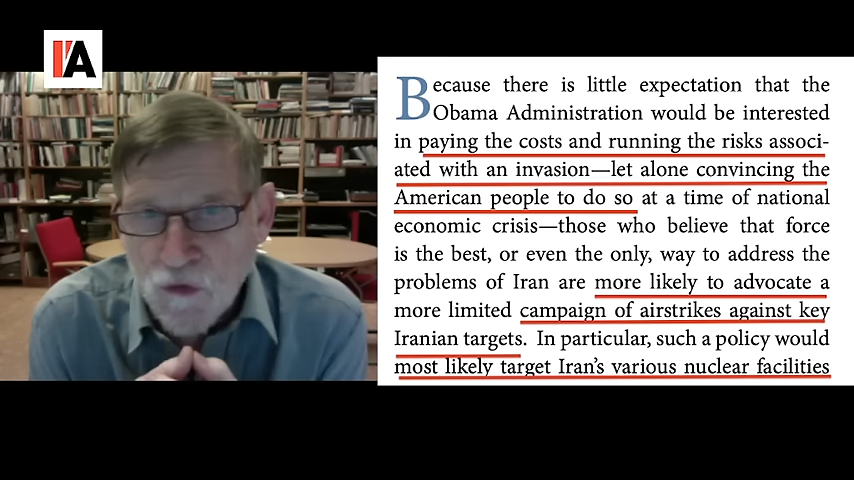 IA
Because there is little expectation that the
Obama Administration would be interested
in paying the costs and running the risks associ-
ated with an invasion—let alone convincing the
American people to do so at a time of national
economic crisis—those who believe that force
is the best, or even the only, way to address the
problems of Iran are more likely to advocate a
more limited campaign of airstrikes against key
Iranian targets. In particular, such a policy would
most likely target Iran's various nuclear facilities